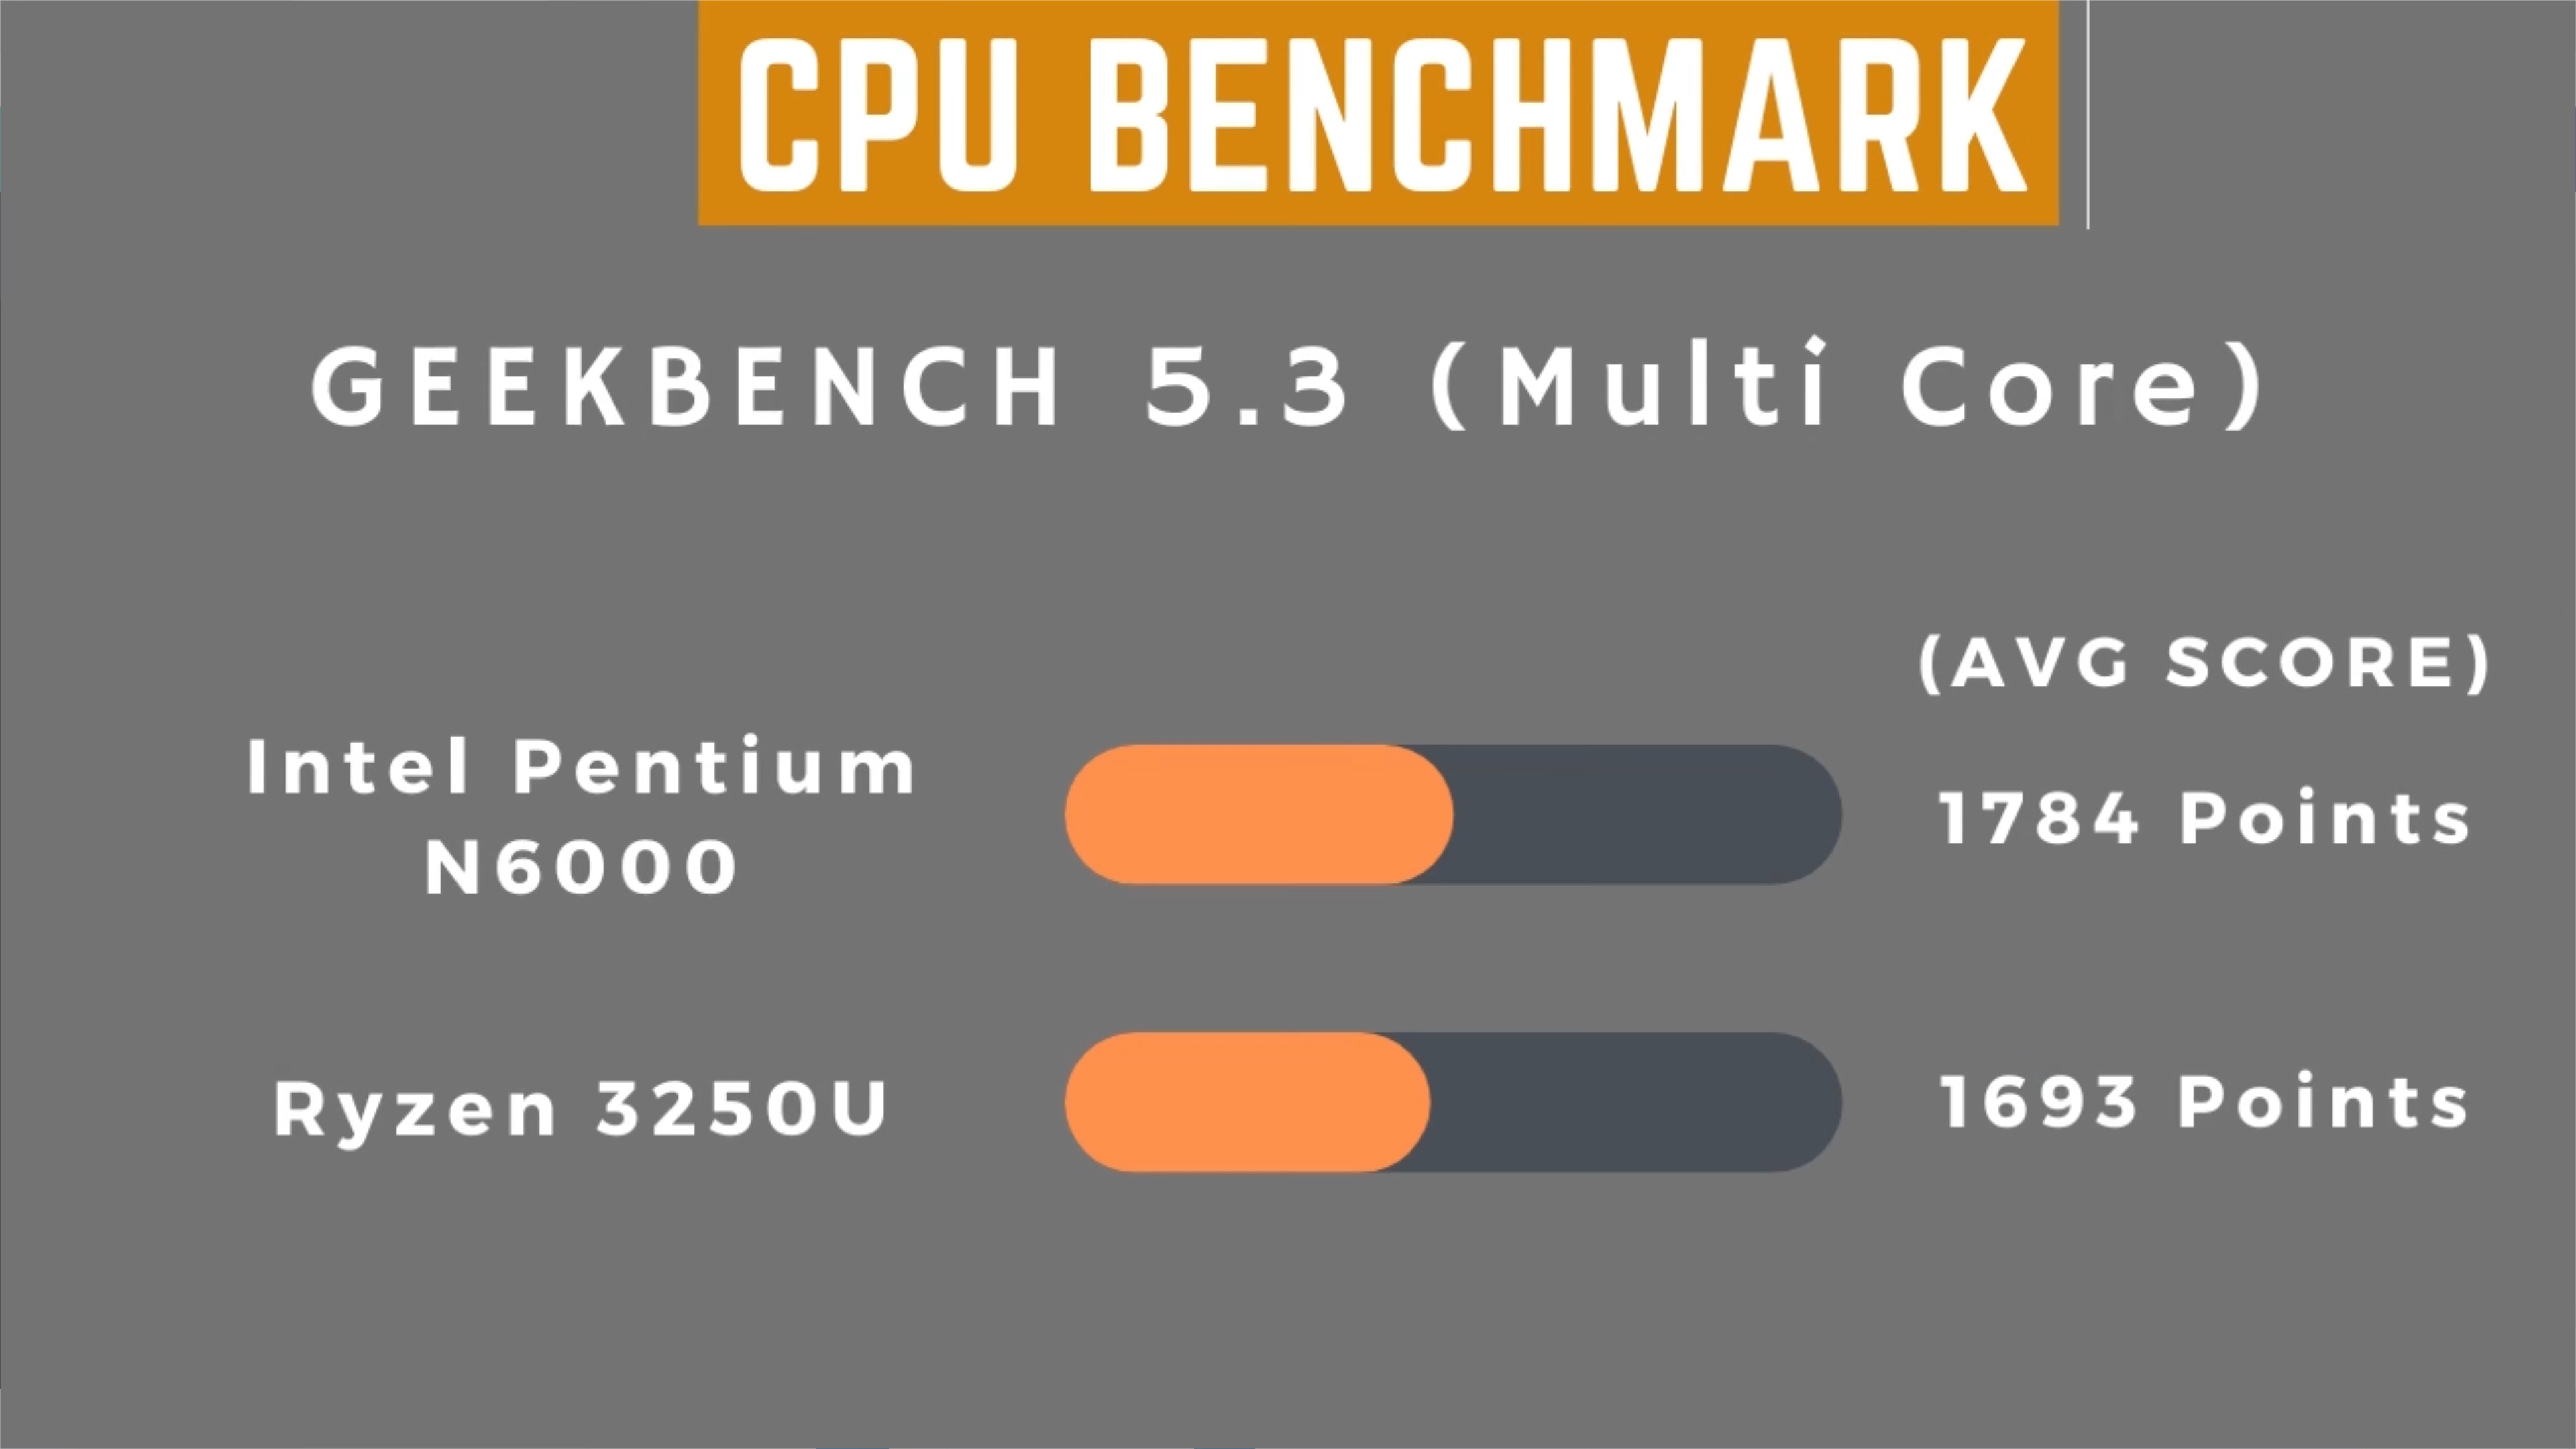 CPU BENCHMARK
GEEKBENCH 5.3 (Multi Core)
(AVG SCORE)
Intel Pentium
N6000
1784 Points
Ryzen 3250U
1693 Points